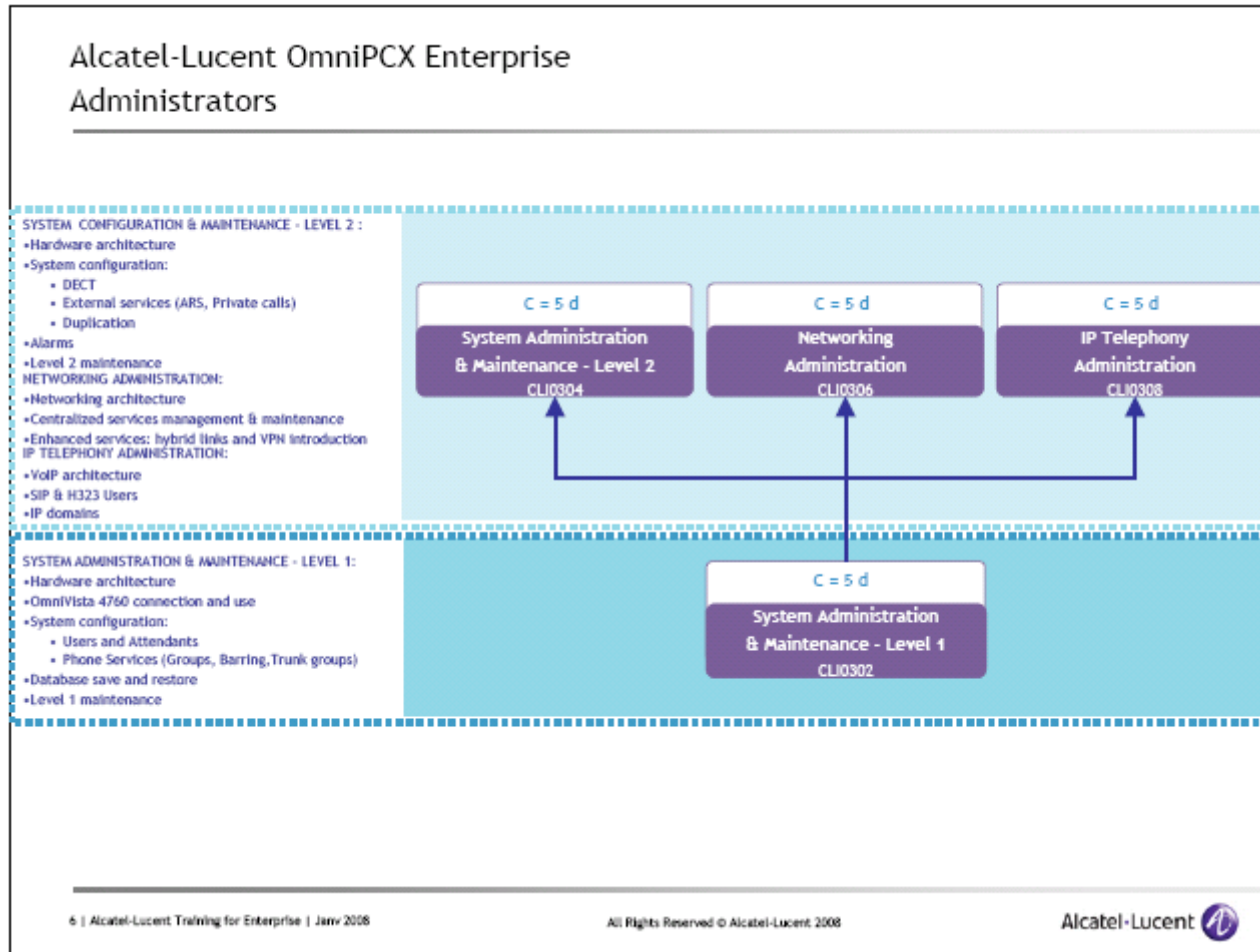 Alcatel-Lucent OmniPCX Enterprise
Administrators
SYSTEM CONFIGURATION & MAINTENANCE - LEVEL 2 :
•Hardware architecture
•System configuration:
• DECT
• External services (ARS, Private calls)
• Duplication
•Alarms
•Level 2 maintenance
NETWORKING ADMINISTRATION:
•Networking architecture
•Centralized services management & maintenance
•Enhanced services: hybrid links and VPN introduction
IP TELEPHONY ADMINISTRATION:
•VoIP architecture
•SIP & H323 Users
•IP domains
C = 5 d
System Administration
& Maintenance - Level 2
CLI0304
C = 5 d
Networking
Administration
CLI0306
C = 5 d
IP Telephony
Administration
CLI0308
SYSTEM ADMINISTRATION & MAINTENANCE - LEVEL 1:
•Hardware architecture
•OmniVista 4760 connection and use
•System configuration:
• Users and Attendants
• Phone Services (Groups, Barring,Trunk groups)
•Database save and restore
•Level 1 maintenance
C = 5 d
System Administration
& Maintenance - Level 1
CLI0302
6 | Alcatel-Lucent Training for Enterprise | Janv 2008
All Rights Reserved © Alcatel-Lucent 2008
Alcatel·Lucent